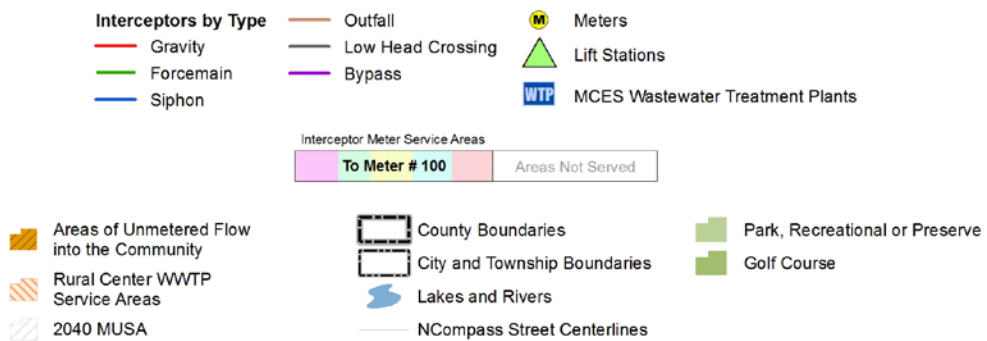 Interceptors by Type
Gravity
Forcemain
Siphon
Outfall
Low Head Crossing
Bypass
M Meters
Lift Stations
WTP MCES Wastewater Treatment Plants
Interceptor Meter Service Areas
To Meter # 100
Areas Not Served
Areas of Unmetered Flow
into the Community
Rural Center WWTP
Service Areas
2040 MUSA
County Boundaries
City and Township Boundaries
Lakes and Rivers
NCompass Street Centerlines
Park, Recreational or Preserve
Golf Course